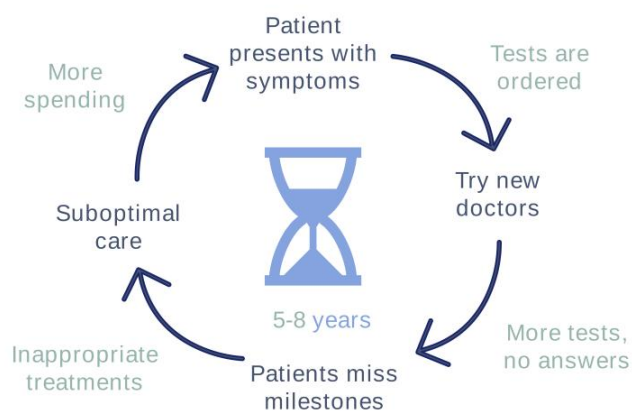 Patient
presents with
symptoms
Tests are
ordered
Try new
doctors
More tests,
no answers
Patients miss
milestones
Inappropriate
treatments
Suboptimal
care
More
spending
5-8 years